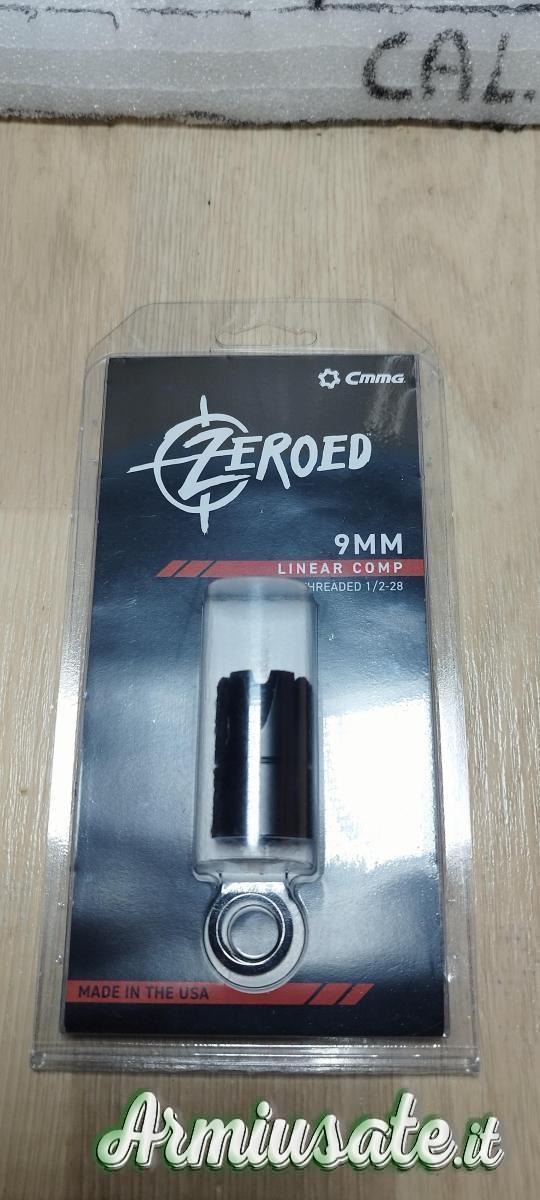 CAL.
CMMG
ZEROED
9MM
LINEAR COMP
THREADED 1/2-28
MADE IN THE USA
Armiusate.it